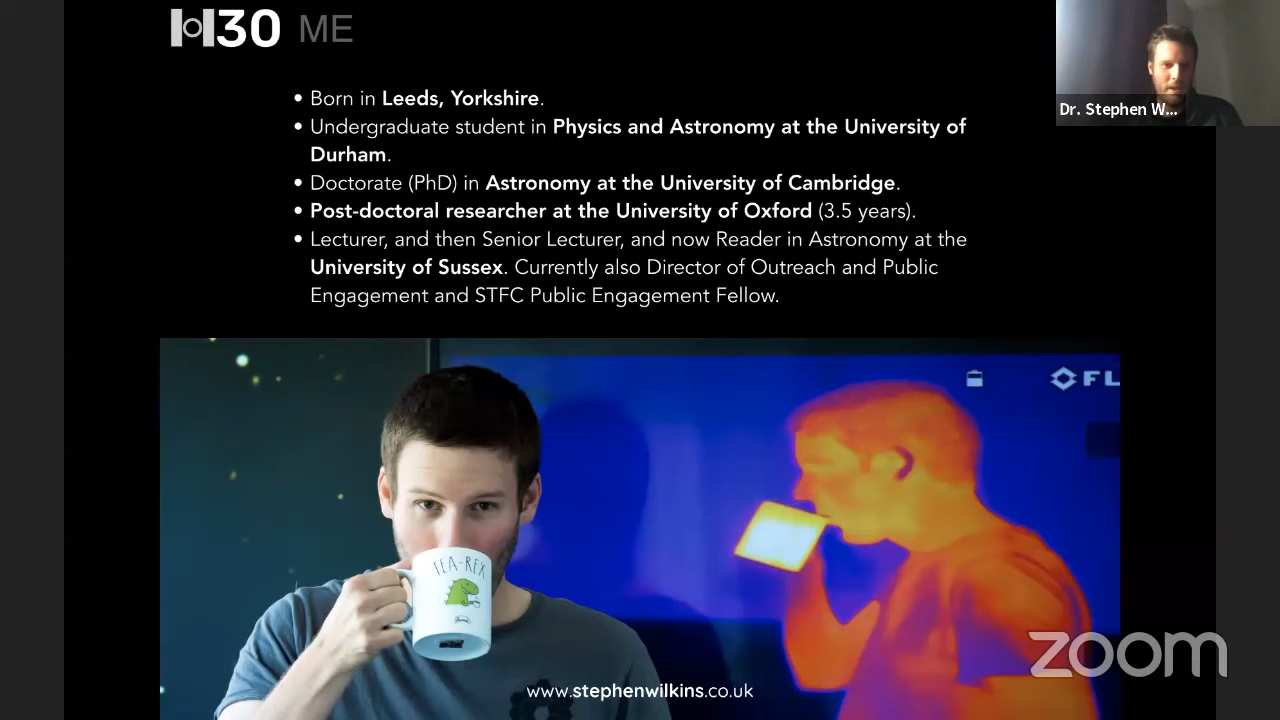 H30 ME
Dr. Stephen W...
• Born in Leeds, Yorkshire.
• Undergraduate student in Physics and Astronomy at the University of
Durham.
• Doctorate (PhD) in Astronomy at the University of Cambridge.
• Post-doctoral researcher at the University of Oxford (3.5 years).
• Lecturer, and then Senior Lecturer, and now Reader in Astronomy at the
University of Sussex. Currently also Director of Outreach and Public
Engagement and STFC Public Engagement Fellow.
FL
TEA-REX
zoom
www.stephenwilkins.co.uk